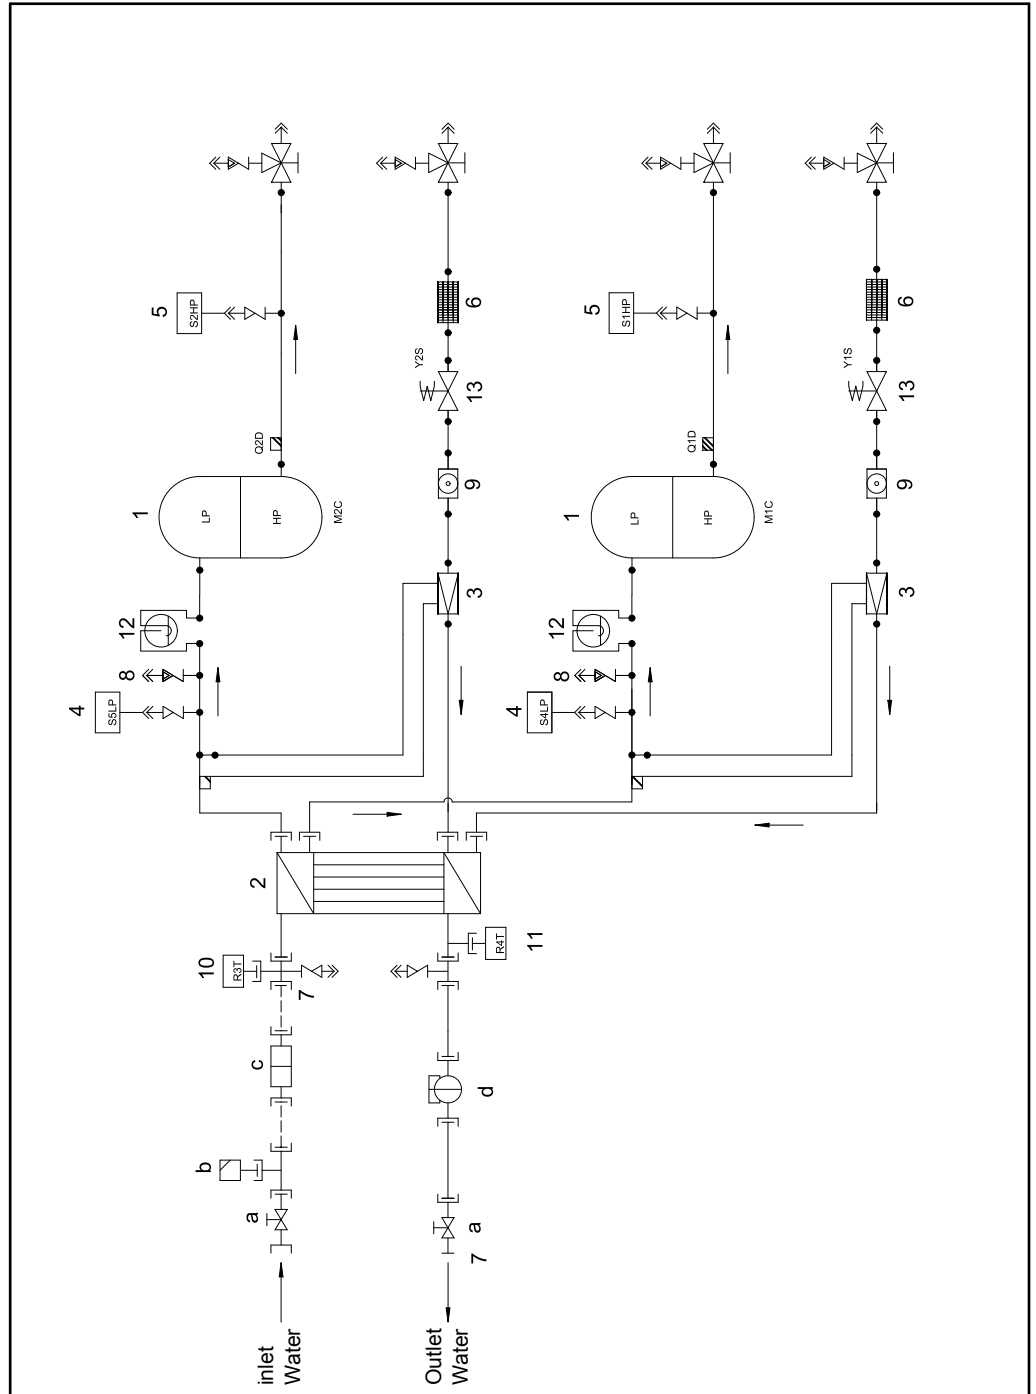 5
S2HP
6
Y2S
13
Q2D
9
1
LP
HP
M2C
3
12
8
4
S5LP
5
S1HP
6
Y1S
13
Q1D
9
1
LP
HP
M1C
3
12
8
4
S4LP
2
10
R3T
7
11
R4T
c
d
b
a
a
7
inlet
Water
Outlet
Water